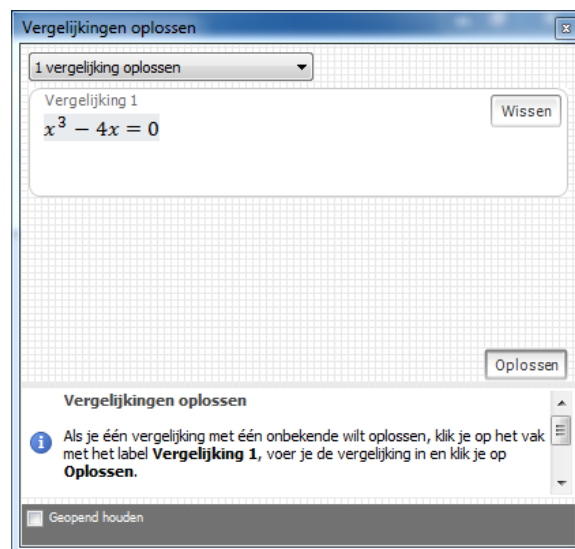 Vergelijkingen oplossen
1 vergelijking oplossen
Vergelijking 1
Wissen
x³ − 4x = 0
Oplossen
Vergelijkingen oplossen
Als je één vergelijking met één onbekende wilt oplossen, klik je op het vak
met het label Vergelijking 1, voer je de vergelijking in en klik je op
Oplossen.
Geopend houden